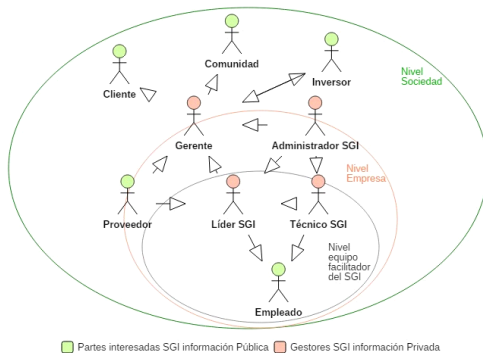 Comunidad
Nivel
Sociedad
Cliente
Inversor
Gerente
Administrador SGI
Nivel
Empresa
Proveedor
Líder SGI
Técnico SGI
Nivel
equipo
facilitador
del SGI
Empleado
Partes interesadas SGI información Pública
Gestores SGI información Privada